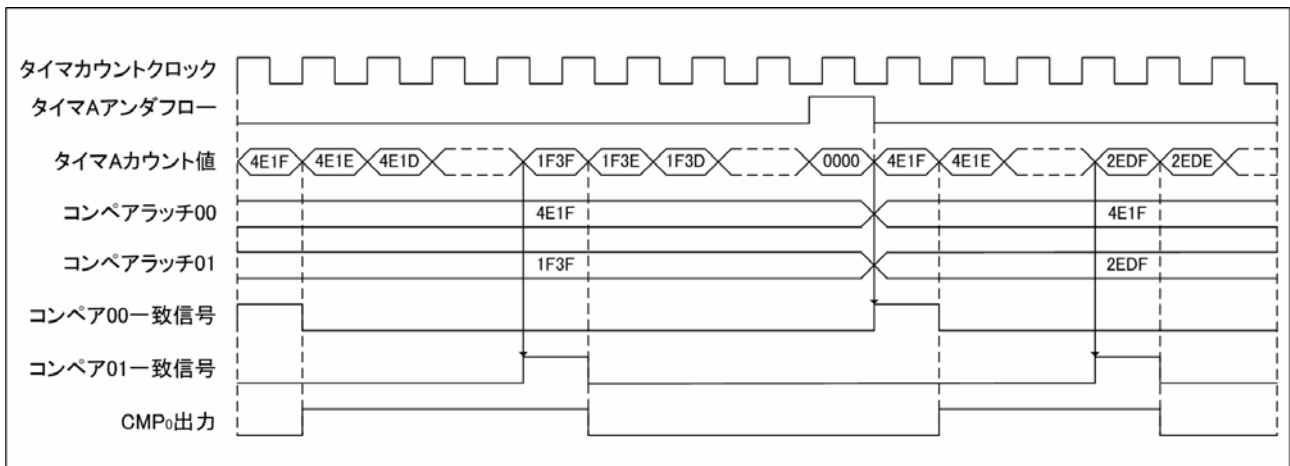 タイマカウントクロック
タイマAアンダフロー
タイマAカウント値 4E1F 4E1E 4E1D 1F3F 1F3E 1F3D 0000 4E1F 4E1E 2EDF 2EDE
コンペアラッチ00 4E1F 4E1F
コンペアラッチ01 1F3F 2EDF
コンペア00一致信号
コンペア01一致信号
CMP₀出力